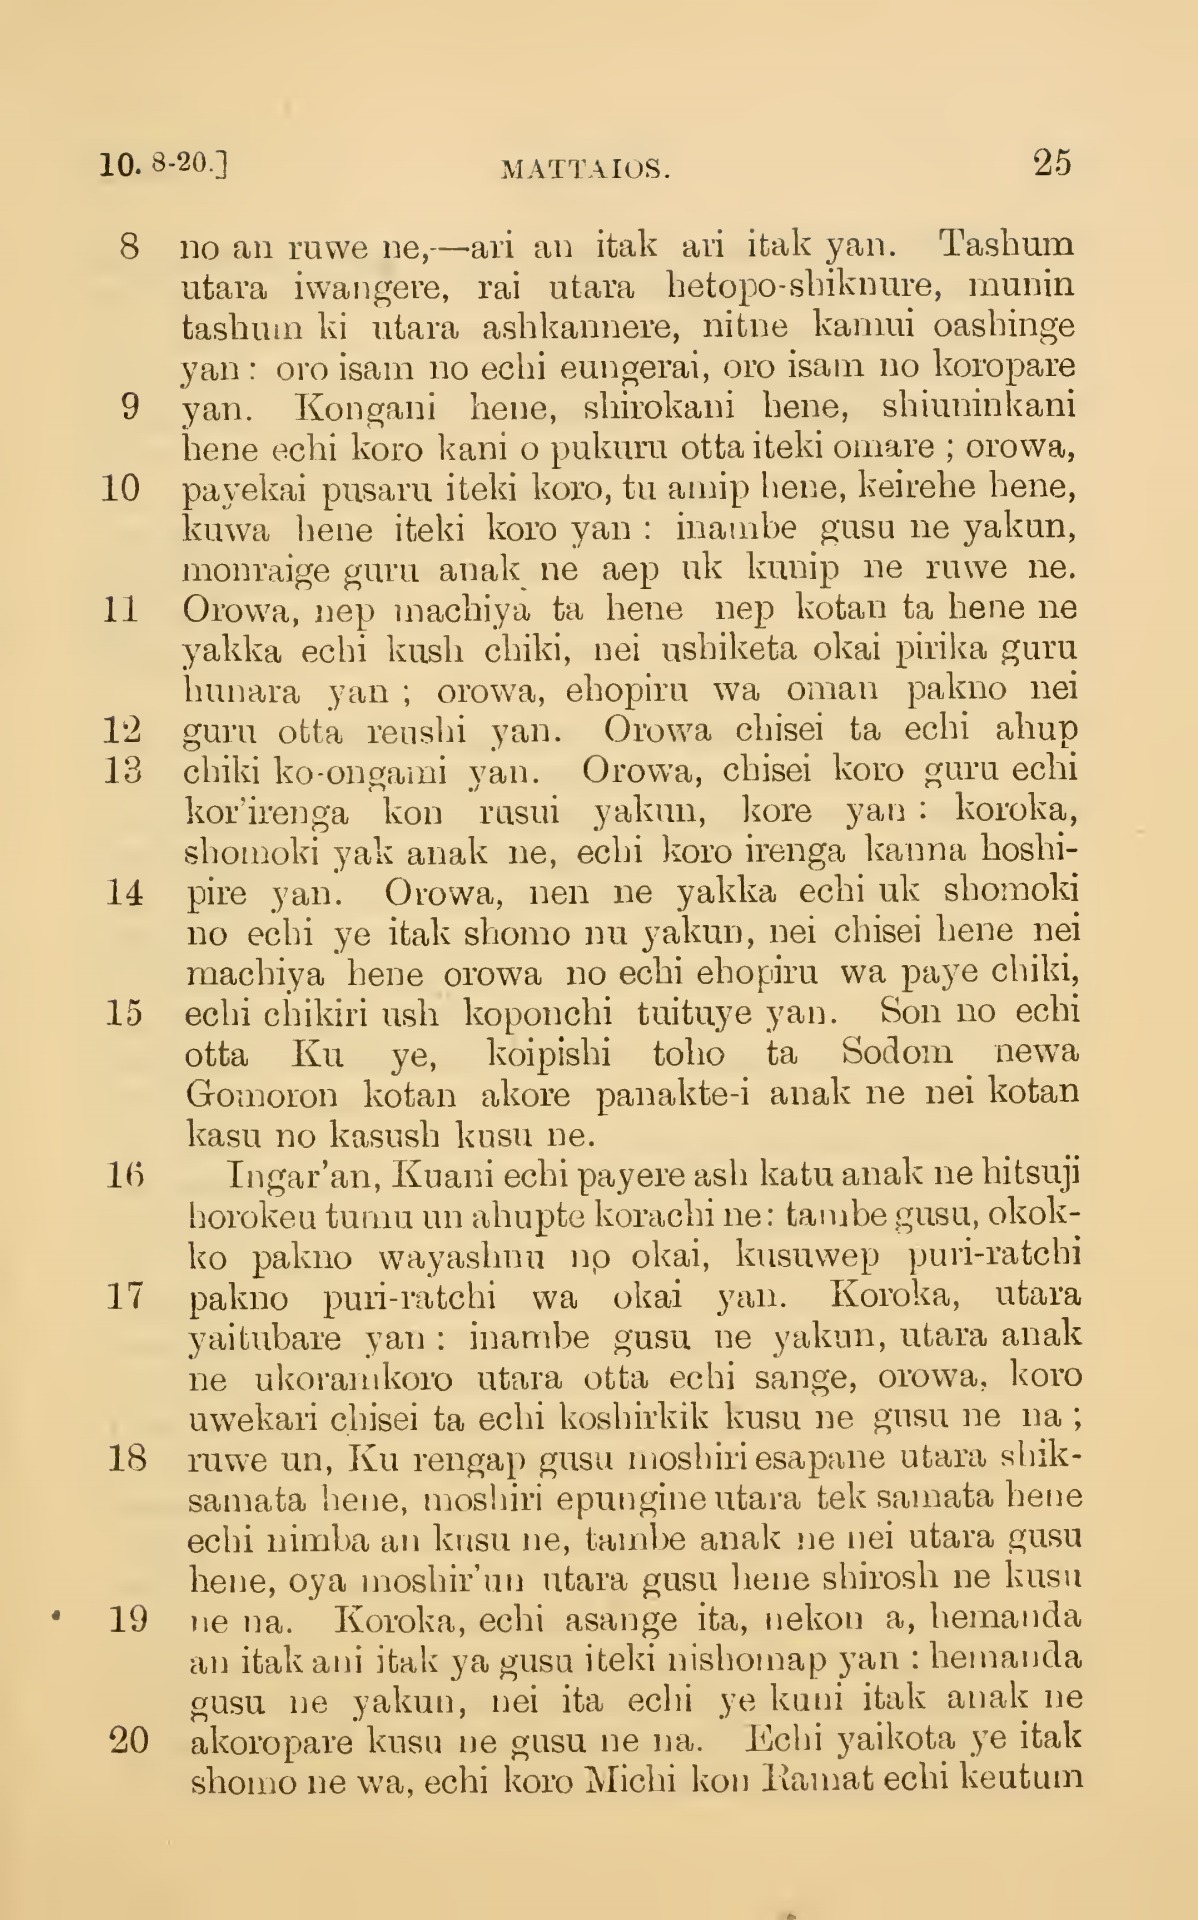 10. 8-20.] MATTAIOS. 25
8 no an ruwe ne,—ari an itak ari itak yan. Tashum
utara iwangere, rai utara hetopo-shiknure, munin
tashum ki utara ashkannere, nitne kamui oashinge
yan : oro isam no echi eungerai, oro isam no koropare
9 yan. Kongani hene, shirokani hene, shiuninkani
hene echi koro kani o pukuru otta iteki omare ; orowa,
10 payekai pusaru iteki koro, tu amip hene, keirehe hene,
kuwa hene iteki koro yan : inambe gusu ne yakun,
monraige guru anak ne aep uk kunip ne ruwe ne.
11 Orowa, nep machiya ta hene nep kotan ta hene ne
yakka echi kush chiki, nei ushiketa okai pirika guru
hunara yan ; orowa, ehopiru wa oman pakno nei
12 guru otta reushi yan. Orowa chisei ta echi ahup
13 chiki ko-ongami yan. Orowa, chisei koro guru echi
kor'irenga kon rusui yakun, kore yan : koroka,
shomoki yak anak ne, echi koro irenga kanna hoshi-
14 pire yan. Orowa, nen ne yakka echi uk shomoki
no echi ye itak shomo nu yakun, nei chisei hene nei
machiya hene orowa no echi ehopiru wa paye chiki,
15 echi chikiri ush koponchi tuituye yan. Son no echi
otta Ku ye, koipishi toho ta Sodom newa
Gomoron kotan akore panakte-i anak ne nei kotan
kasu no kasush kusu ne.
16 Ingar'an, Kuani echi payere ash katu anak ne hitsuji
horokeu tumu un ahupte korachi ne: tambe gusu, okok-
ko pakno wayashnu no okai, kusuwep puri-ratchi
17 pakno puri-ratchi wa okai yan. Koroka, utara
yaitubare yan : inambe gusu ne yakun, utara anak
ne ukoramkoro utara otta echi sange, orowa, koro
uwekari chisei ta echi koshirkik kusu ne gusu ne na ;
18 ruwe un, Ku rengap gusu moshiri esapane utara shik-
samata hene, moshiri epungine utara tek samata hene
echi nimba an kusu ne, tambe anak ne nei utara gusu
hene, oya moshir'un utara gusu hene shirosh ne kusu
19 ne na. Koroka, echi asange ita, nekon a, hemanda
an itak ani itak ya gusu iteki nishomap yan : hemanda
gusu ne yakun, nei ita echi ye kuni itak anak ne
20 akoropare kusu ne gusu ne na. Echi yaikota ye itak
shomo ne wa, echi koro Michi kon Ramat echi keutum